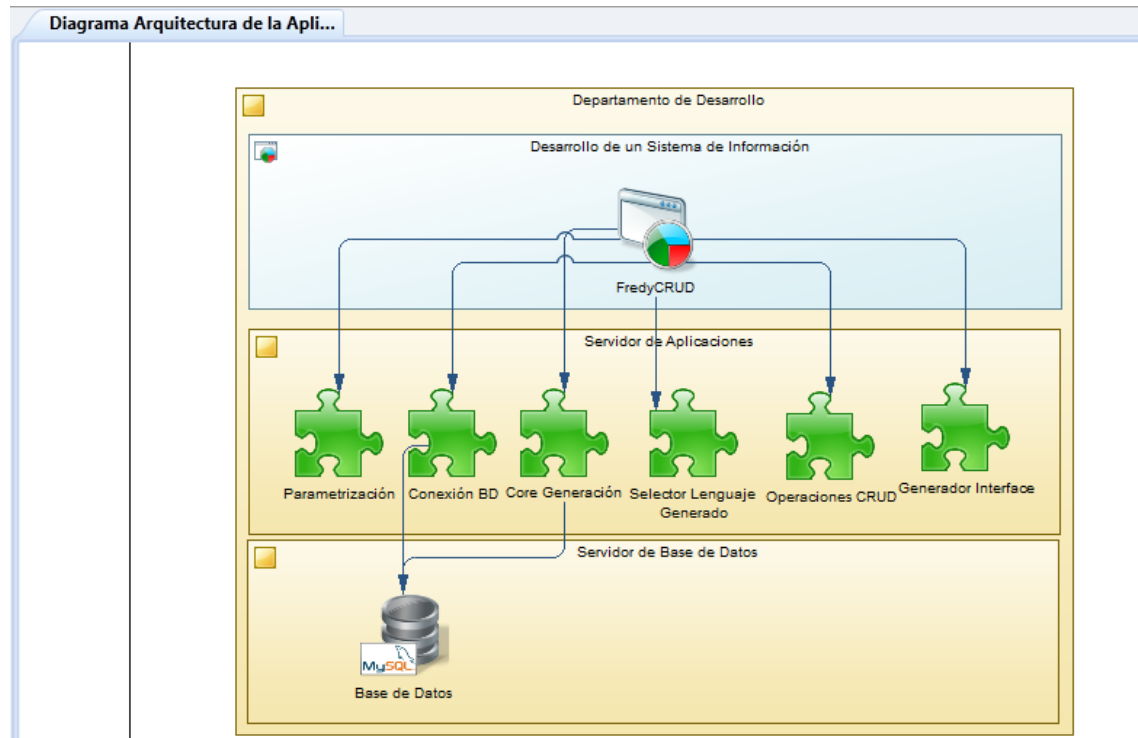 Diagrama Arquitectura de la Apli...
Departamento de Desarrollo
Desarrollo de un Sistema de Información
FredyCRUD
Servidor de Aplicaciones
Parametrización
Conexión BD
Core Generación
Selector Lenguaje
Generado
Operaciones CRUD
Generador Interface
Servidor de Base de Datos
MySQL
Base de Datos